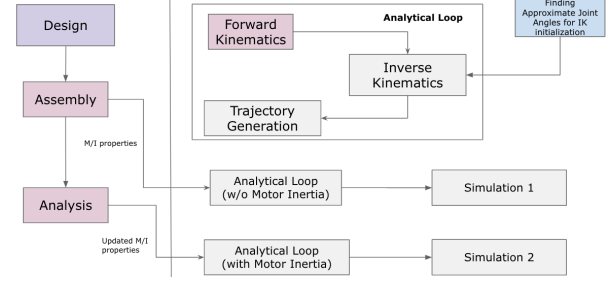 Finding
Approximate Joint
Angles for IK
initialization
Design
Analytical Loop
Forward
Kinematics
Inverse
Kinematics
Assembly
Trajectory
Generation
M/I properties
Analytical Loop
(w/o Motor Inertia)
Simulation 1
Analysis
Updated M/I
properties
Analytical Loop
(with Motor Inertia)
Simulation 2